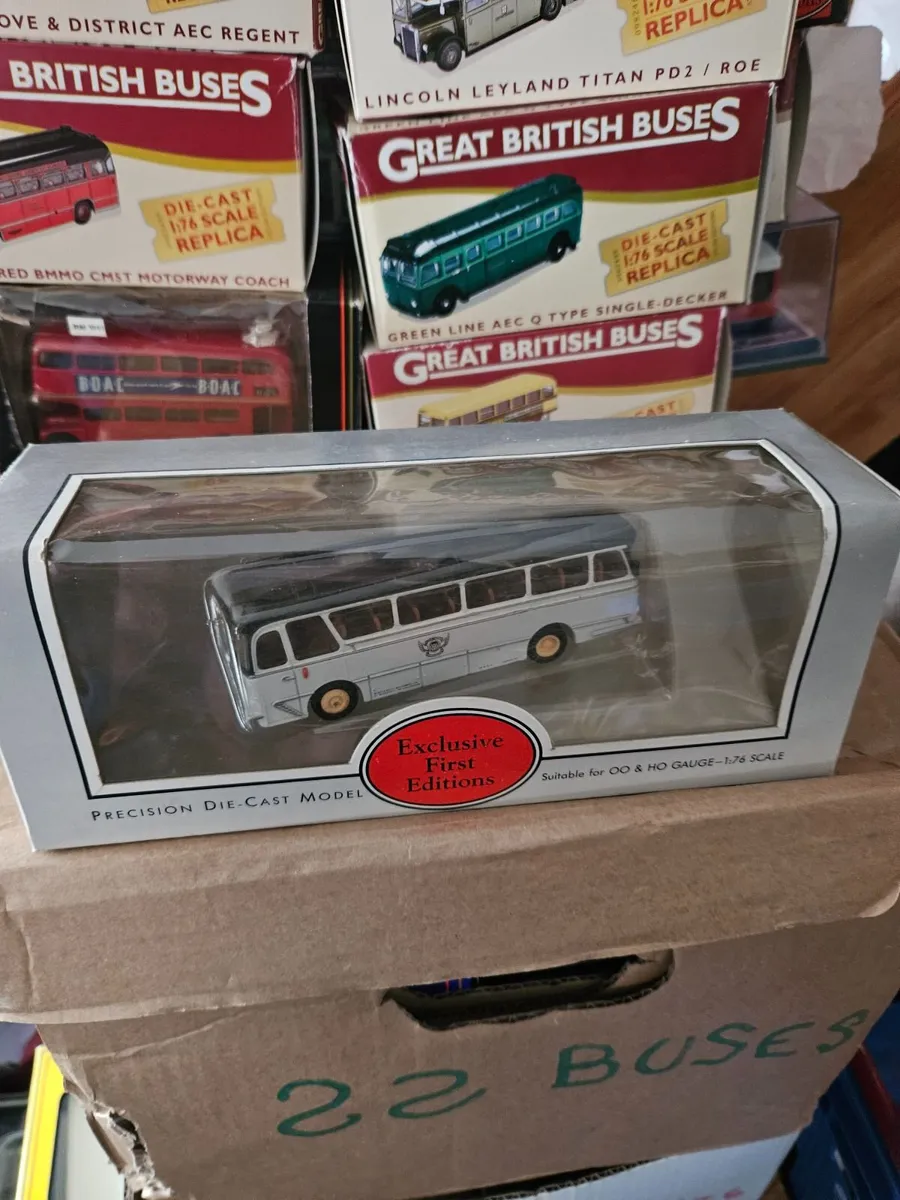 OVE & DISTRICT AEC REGENT
1:76 S
REPLICA
LINCOLN LEYLAND TITAN PD2 / ROE
BRITISH BUSES
DIE-CAST
1:76 SCALE
REPLICA
RED BMMO CM5T MOTORWAY COACH
GREAT BRITISH BUSES
DIE-CAST
1:76 SCALE
REPLICA
GREEN LINE AEC Q TYPE SINGLE-DECKER
BOAC BOAC
GREAT BRITISH BUSES
CAST
Exclusive
First
Editions
PRECISION DIE-CAST MODEL
Suitable for OO & HO GAUGE–1:76 SCALE
22 BUSES